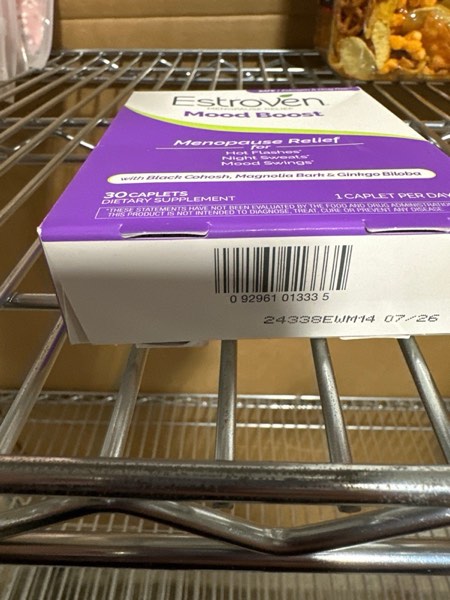 Estroven
MENOPAUSE RELIEF
Mood Boost
Menopause Relief
for
Hot Flashes*
Night Sweats*
Mood Swings*
with Black Cohosh, Magnolia Bark & Ginkgo Biloba
30 CAPLETS
DIETARY SUPPLEMENT
1 CAPLET PER DAY
*THESE STATEMENTS HAVE NOT BEEN EVALUATED BY THE FOOD AND DRUG ADMINISTRATION
THIS PRODUCT IS NOT INTENDED TO DIAGNOSE, TREAT, CURE OR PREVENT ANY DISEASE.
0 92961 01333 5
24338EWM14 07/26